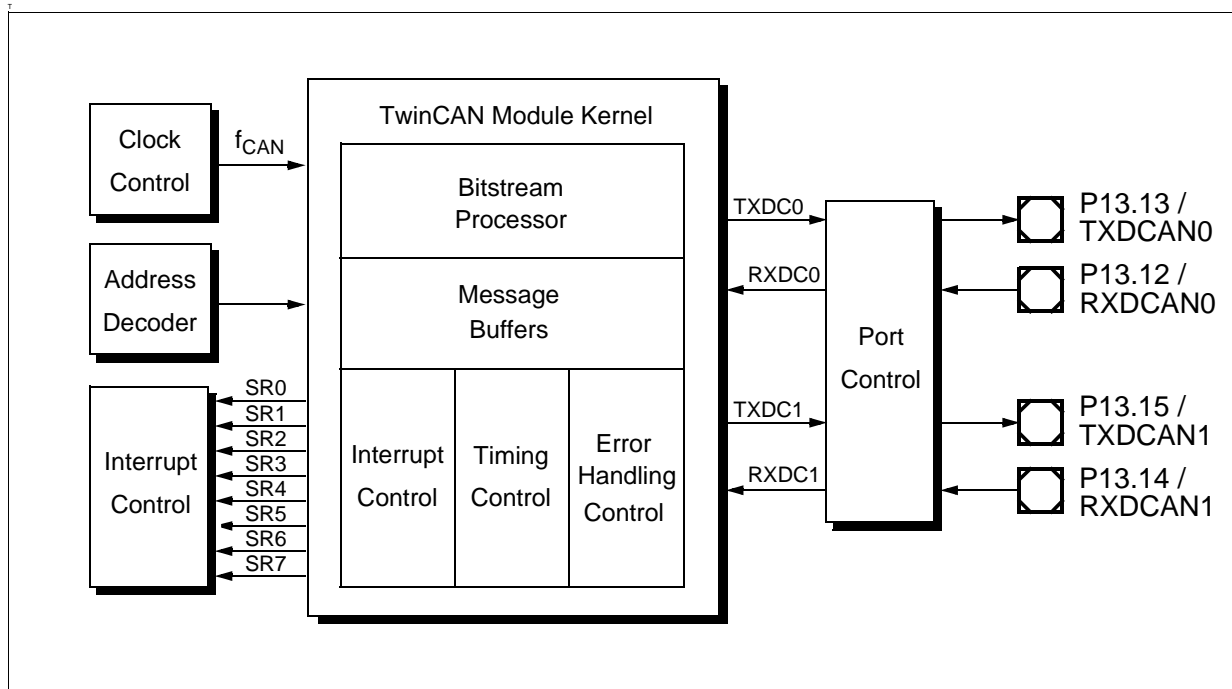 T
TwinCAN Module Kernel
Clock
Control
fCAN
Address
Decoder
Interrupt
Control
SR0
SR1
SR2
SR3
SR4
SR5
SR6
SR7
Bitstream
Processor
Message
Buffers
Interrupt
Control
Timing
Control
Error
Handling
Control
TXDC0
RXDC0
TXDC1
RXDC1
Port
Control
P13.13 /
TXDCAN0
P13.12 /
RXDCAN0
P13.15 /
TXDCAN1
P13.14 /
RXDCAN1